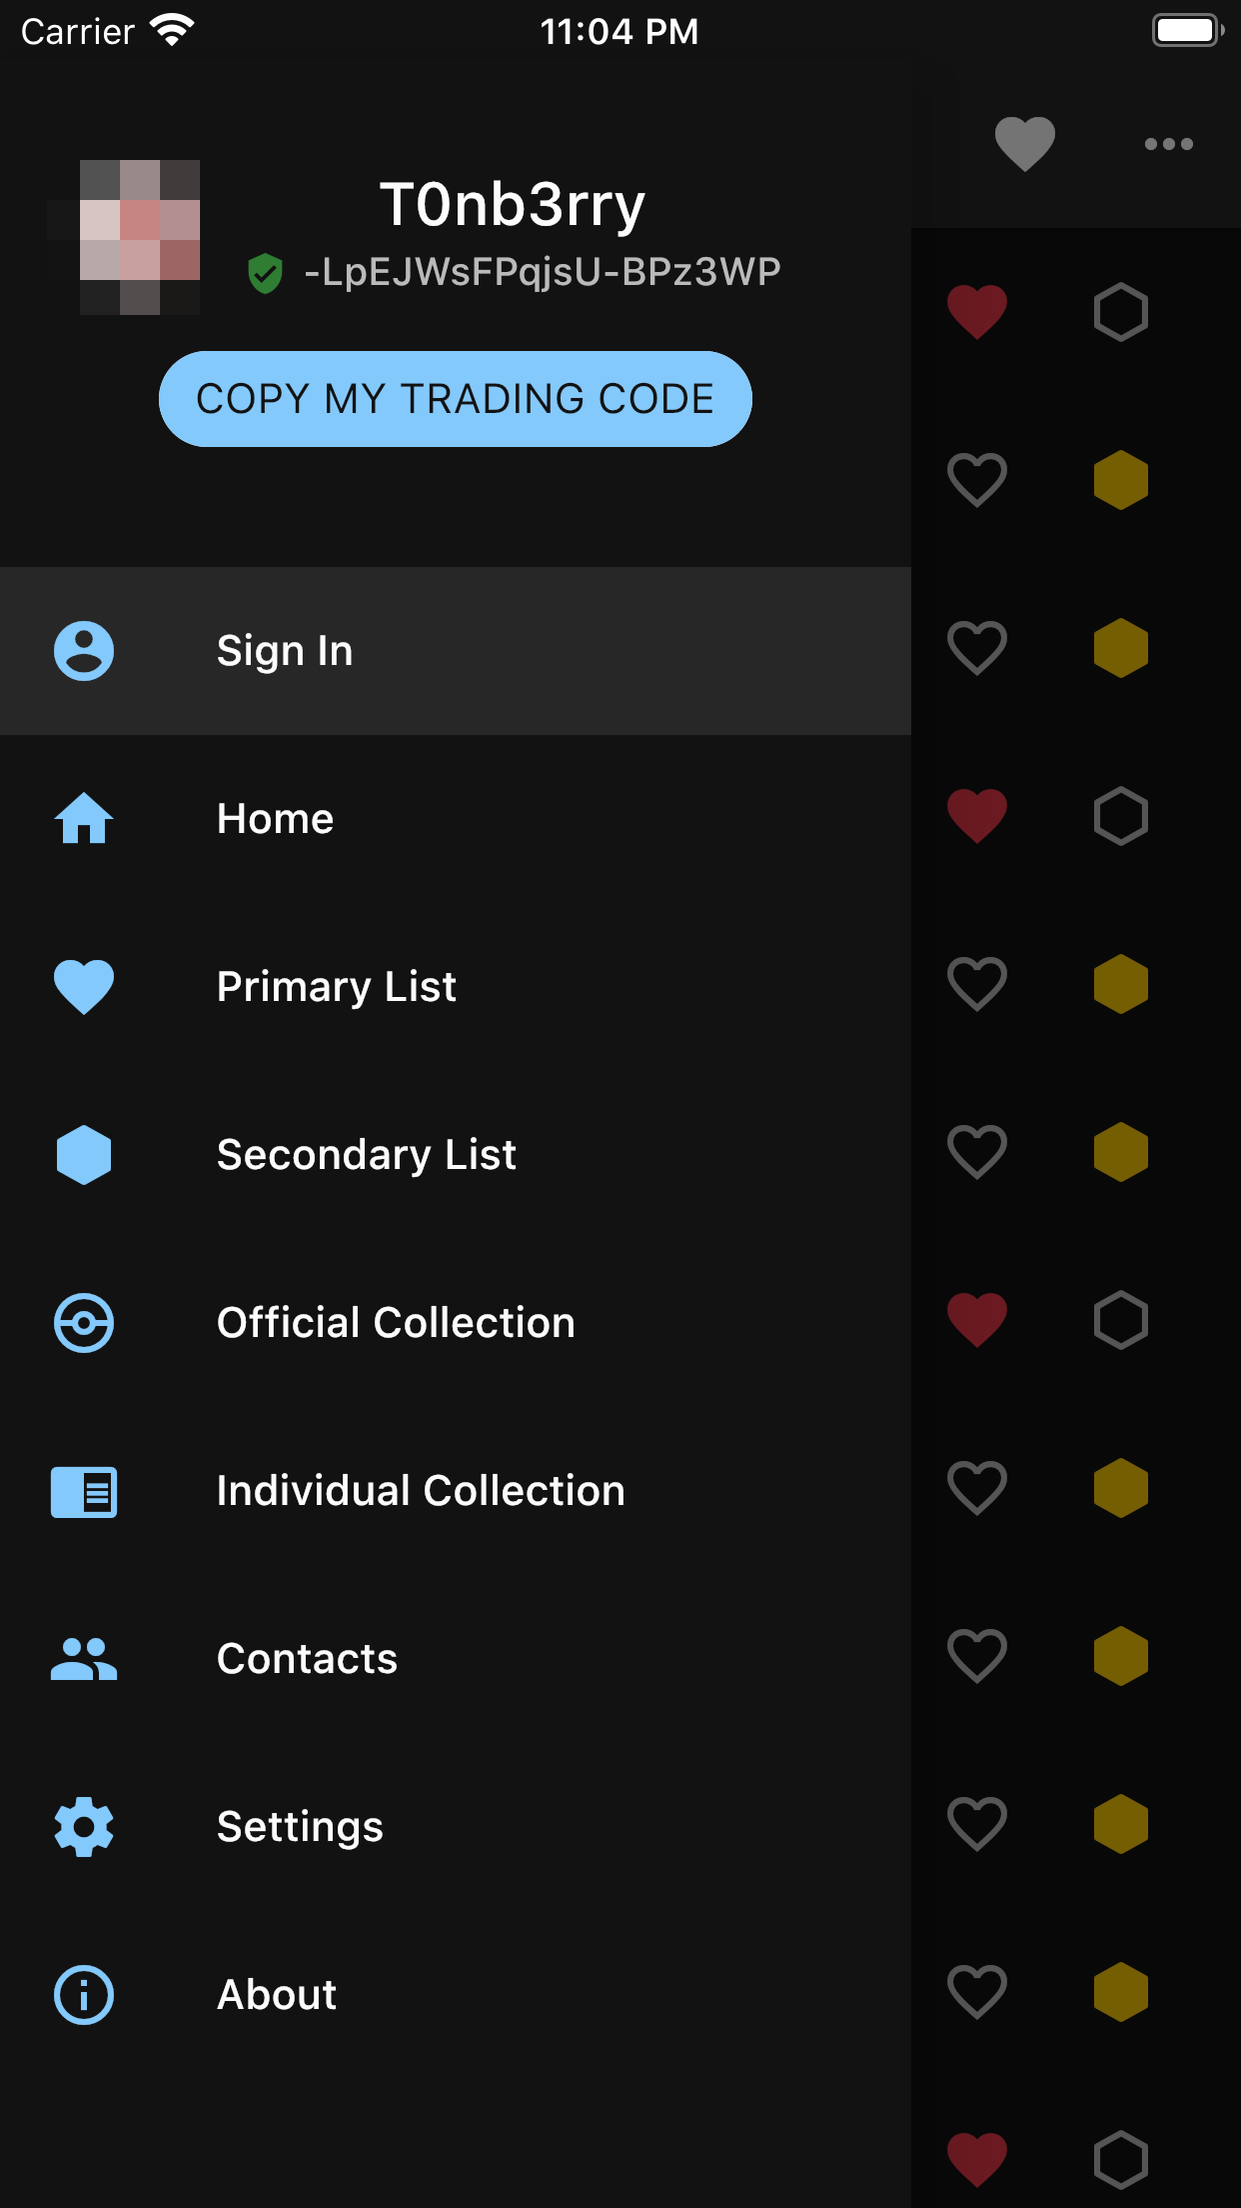 Carrier 11:04 PM
T0nb3rry
-LpEJWsFPqjsU-BPz3WP
COPY MY TRADING CODE
Sign In
Home
Primary List
Secondary List
Official Collection
Individual Collection
Contacts
Settings
About